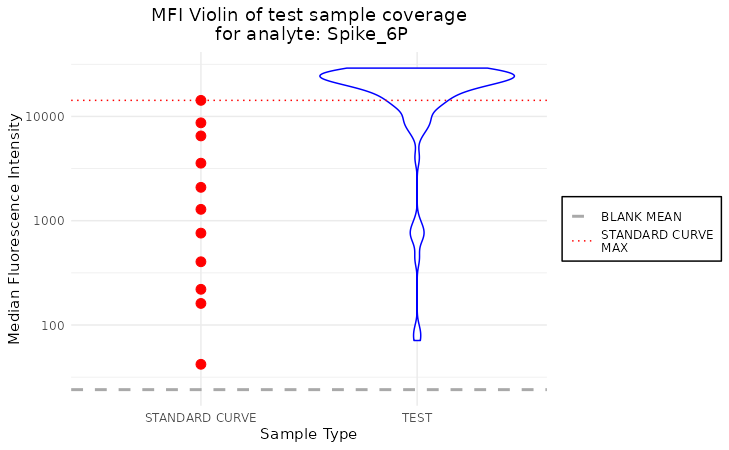 MFI Violin of test sample coverage
for analyte: Spike_6P
Median Fluorescence Intensity
10000
1000
100
STANDARD CURVE
TEST
Sample Type
BLANK MEAN
STANDARD CURVE
MAX